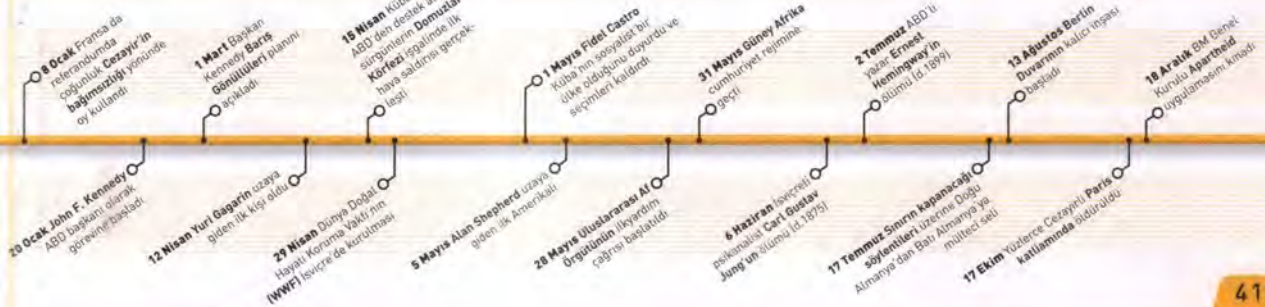 8 Ocak Fransa da
referandumda
çoğunluk Cezayir'in
bağımsızlığı yönünde
oy kullandı
20 Ocak John F. Kennedy
ABD başkanı olarak
görevine başladı
1 Mart Başkan
Kennedy Barış
Gönüllüleri planını
açıkladı
12 Nisan Yuri Gagarin uzaya
giden ilk kişi oldu
15 Nisan
ABD'den destek
sürgünlerin Domuzlar
Körfezi işgalinde ilk
hava saldırısı gerçek-
leşti
29 Nisan Dünya Doğal
Hayatı Koruma Vakfı'nın
(WWF) İsviçre'de kurulması
1 Mayıs Fidel Castro
Küba'nın sosyalist bir
ülke olduğunu duyurdu ve
seçimleri kaldırdı
5 Mayıs Alan Shepherd uzaya
giden ilk Amerikalı
28 Mayıs Uluslararası Af
Örgütünün ilkyardım
çağrısı başlatıldı
31 Mayıs Güney Afrika
cumhuriyet rejimine
geçti
6 Haziran İsviçreli
psikanalist Carl Gustav
Jung'un ölümü (d.1875)
2 Temmuz ABD'li
yazar Ernest
Hemingway'in
ölümü (d.1899)
17 Temmuz Sınırın kapanacağı
söylentileri üzerine Doğu
Almanya'dan Batı Almanya'ya
mülteci seli
13 Ağustos Berlin
Duvarının kalıcı inşası
başladı
17 Ekim Yüzlerce Cezayirli Paris
katliamında öldürüldü
18 Aralık BM Genel
Kurulu Apartheid
uygulamasını kınadı
41